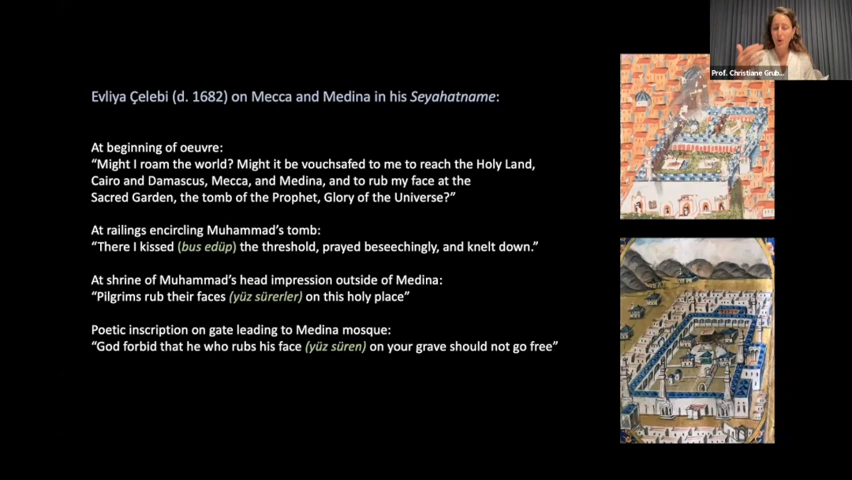 Prof. Christiane Grub...
Evliya Çelebi (d. 1682) on Mecca and Medina in his Seyahatname:
At beginning of oeuvre:
“Might I roam the world? Might it be vouchsafed to me to reach the Holy Land,
Cairo and Damascus, Mecca, and Medina, and to rub my face at the
Sacred Garden, the tomb of the Prophet, Glory of the Universe?”
At railings encircling Muhammad’s tomb:
“There I kissed (bus edüp) the threshold, prayed beseechingly, and knelt down.”
At shrine of Muhammad’s head impression outside of Medina:
“Pilgrims rub their faces (yüz sürerler) on this holy place”
Poetic inscription on gate leading to Medina mosque:
“God forbid that he who rubs his face (yüz süren) on your grave should not go free”